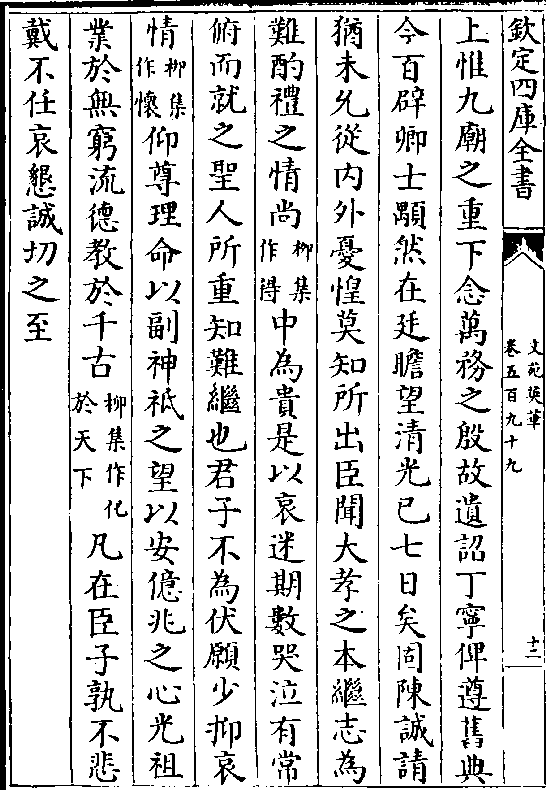 欽定四庫全書
文苑英華
卷五百九十九
十二
上惟九廟之重下念萬務之殷故遺詔丁寧俾遵舊典
今百辟卿士顒然在廷瞻望清光已七日矣固陳誠請
猶未允從内外憂惶莫知所出臣聞大孝之本繼志為
難酌禮之情尚柳集作得中為貴是以哀迷期數哭泣有常
俯而就之聖人所重知難繼也君子不為伏願少抑哀
情柳集作懷仰尊理命以副神祗之望以安億兆之心光祖
業於無窮流德教於千古柳集作化於天下凡在臣子孰不悲
戴不任哀懇誠切之至